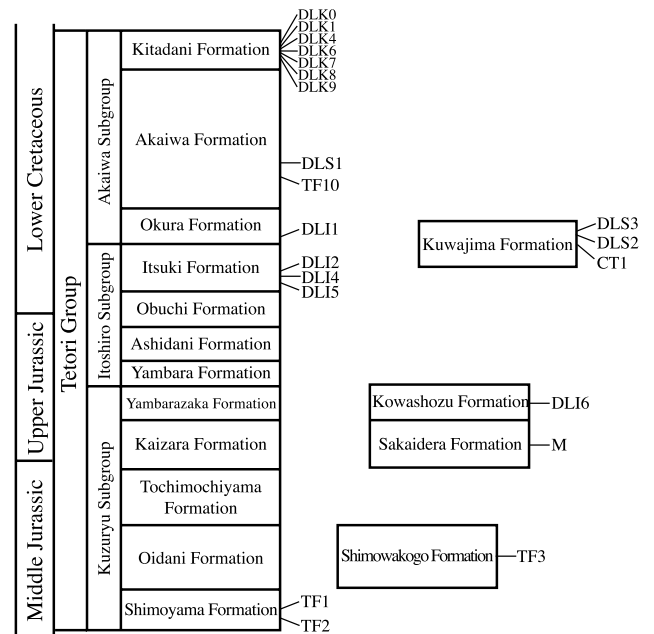 Lower Cretaceous
Upper Jurassic
Middle Jurassic
Tetori Group
Akaiwa Subgroup
Itoshiro Subgroup
Kuzuryu Subgroup
Kitadani Formation
DLK0
DLK1
DLK4
DLK6
DLK7
DLK8
DLK9
Akaiwa Formation
DLS1
TF10
Okura Formation
DLI1
Itsuki Formation
DLI2
DLI4
DLI5
Obuchi Formation
Ashidani Formation
Yambara Formation
Yambarazaka Formation
Kaizara Formation
Tochimochiyama
Formation
Oidani Formation
Shimoyama Formation
TF1
TF2
Kuwajima Formation
DLS3
DLS2
CT1
Kowashozu Formation
DLI6
Sakaidera Formation
M
Shimowakogo Formation
TF3